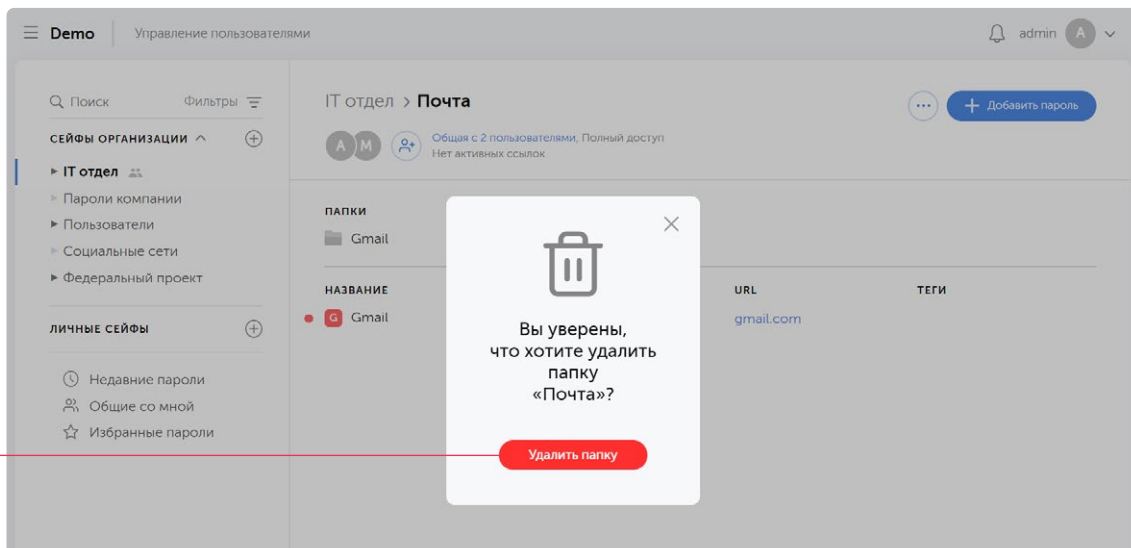 Demo
Управление пользователями
admin A
Поиск
Фильтры
СЕЙФЫ ОРГАНИЗАЦИИ
IT отдел
Пароли компании
Пользователи
Социальные сети
Федеральный проект
ЛИЧНЫЕ СЕЙФЫ
Недавние пароли
Общие со мной
Избранные пароли
IT отдел > Почта
... + Добавить пароль
A M
Общая с 2 пользователями, Полный доступ
Нет активных ссылок
ПАПКИ
Gmail
НАЗВАНИЕ
URL
ТЕГИ
G Gmail
gmail.com
Вы уверены,
что хотите удалить
папку
«Почта»?
Удалить папку